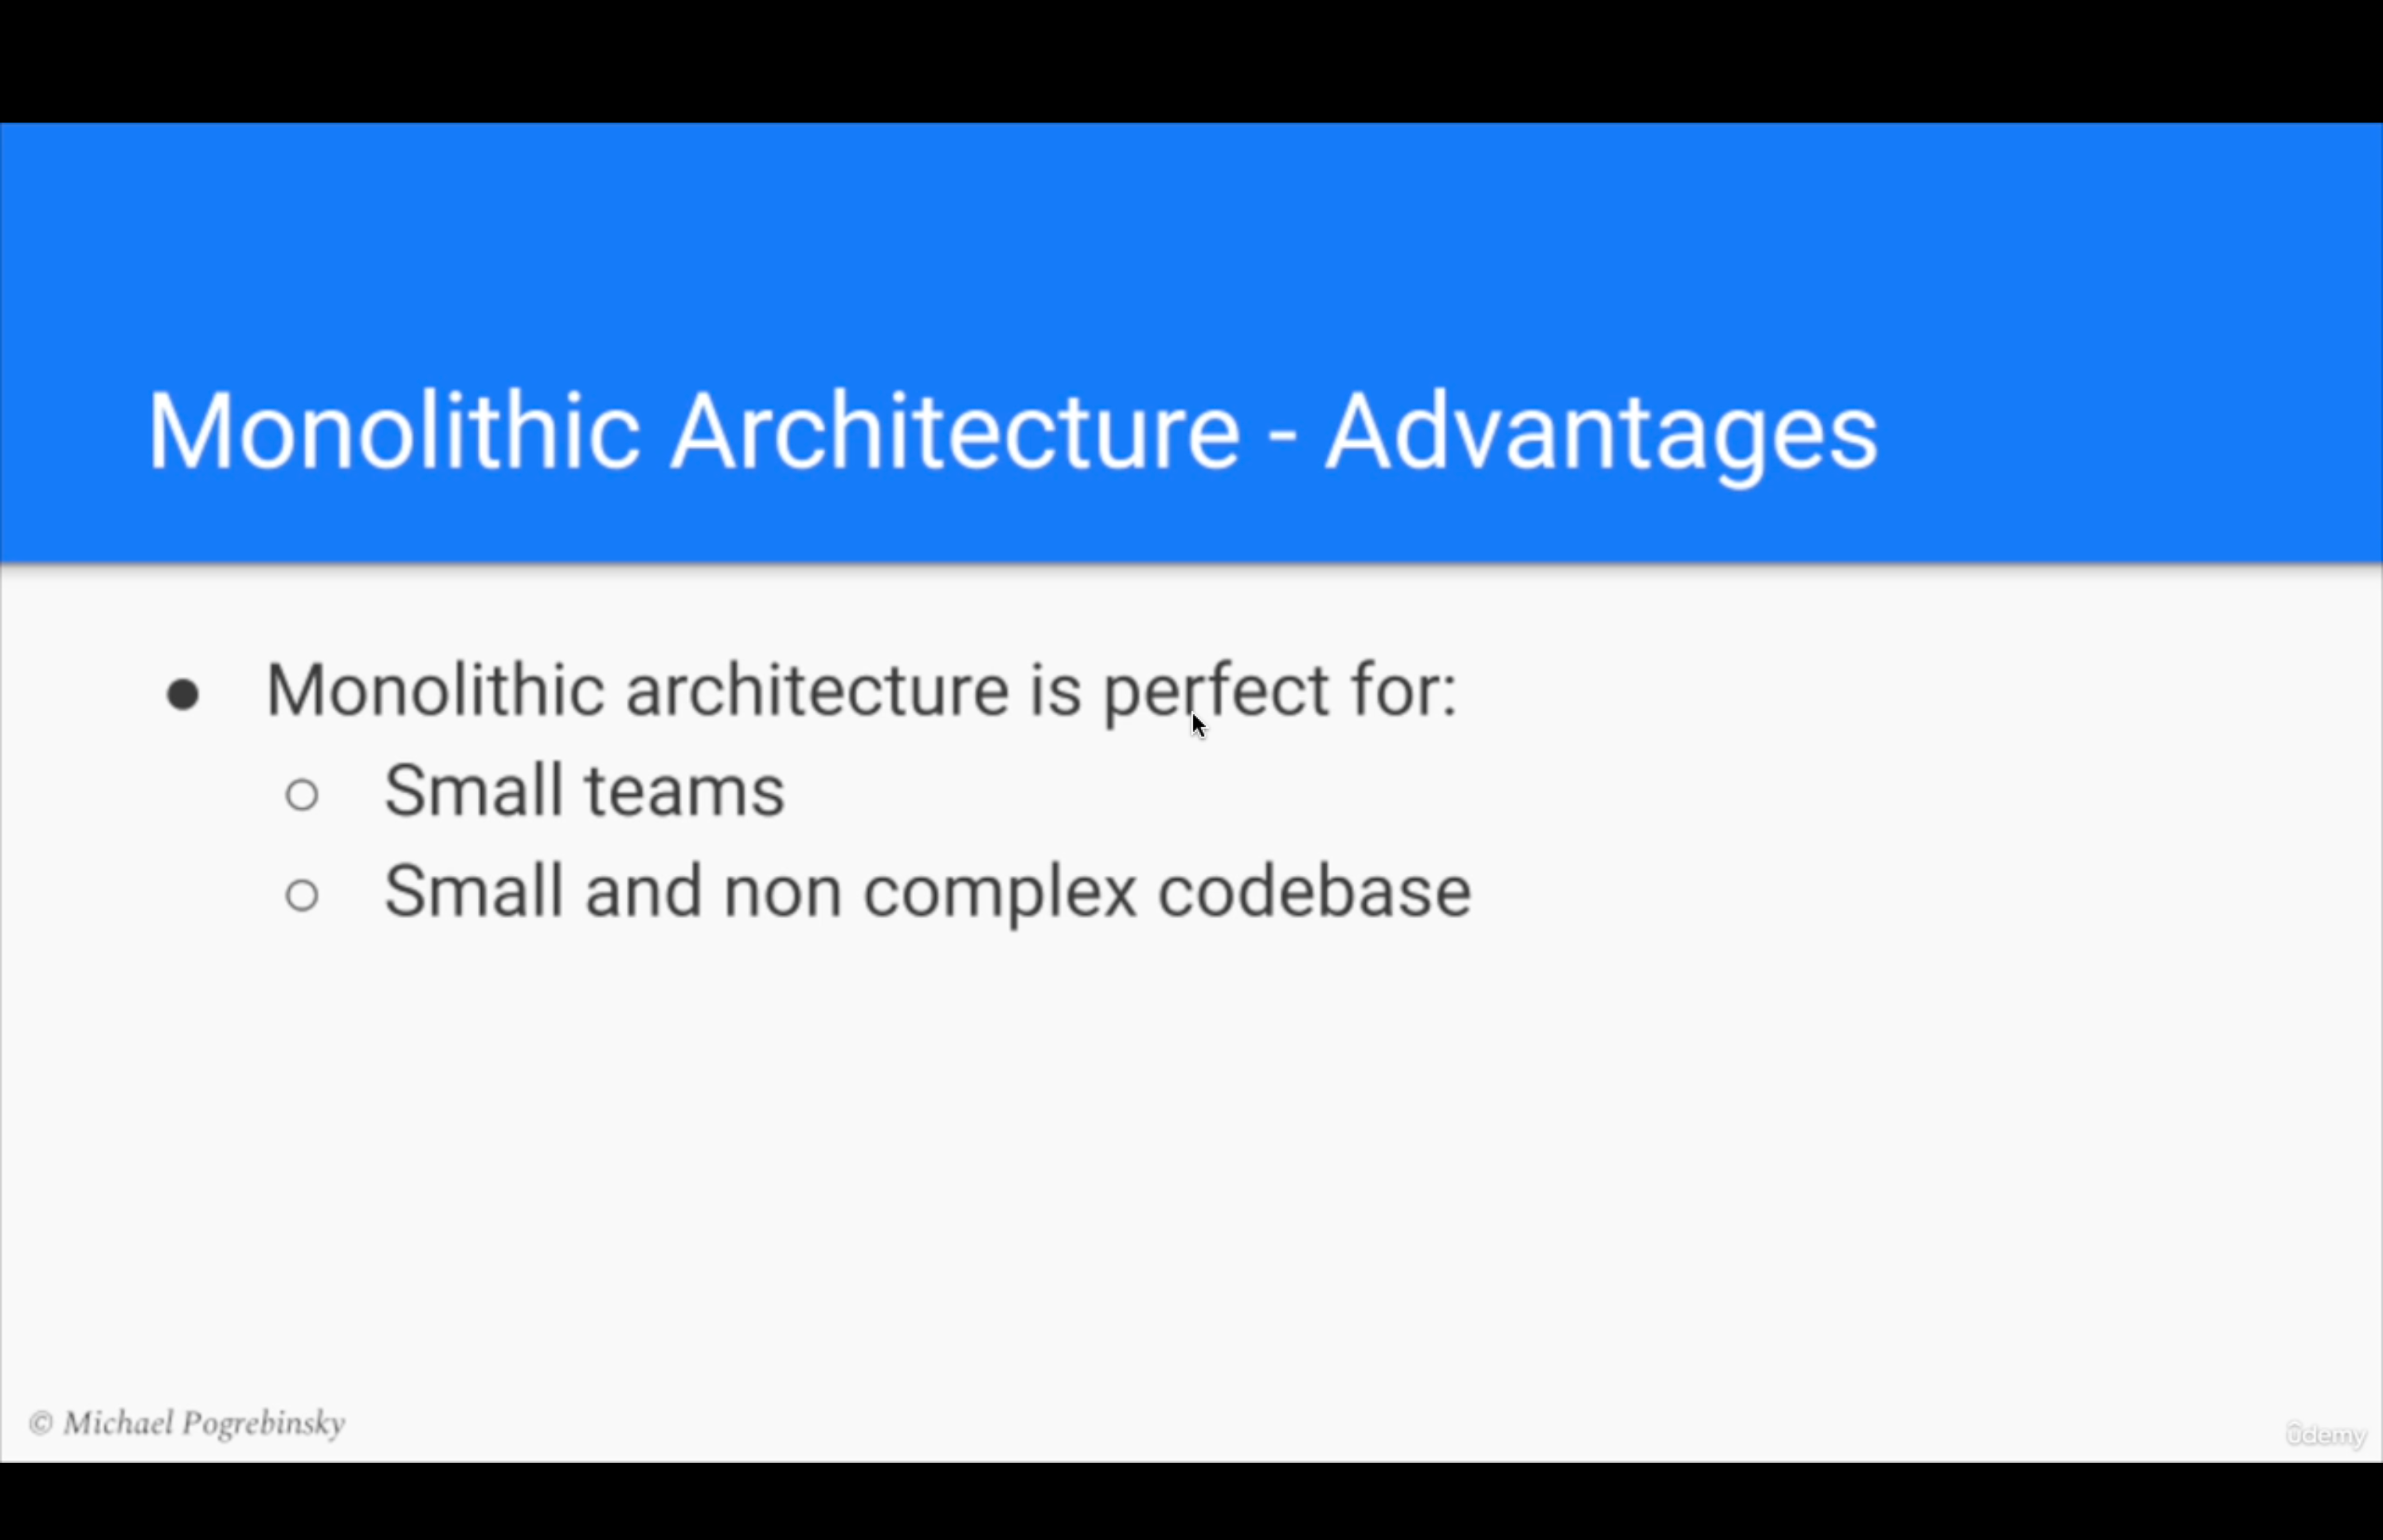 Monolithic Architecture - Advantages
● Monolithic architecture is perfect for:
○ Small teams
○ Small and non complex codebase
© Michael Pogrebinsky
ûdemy